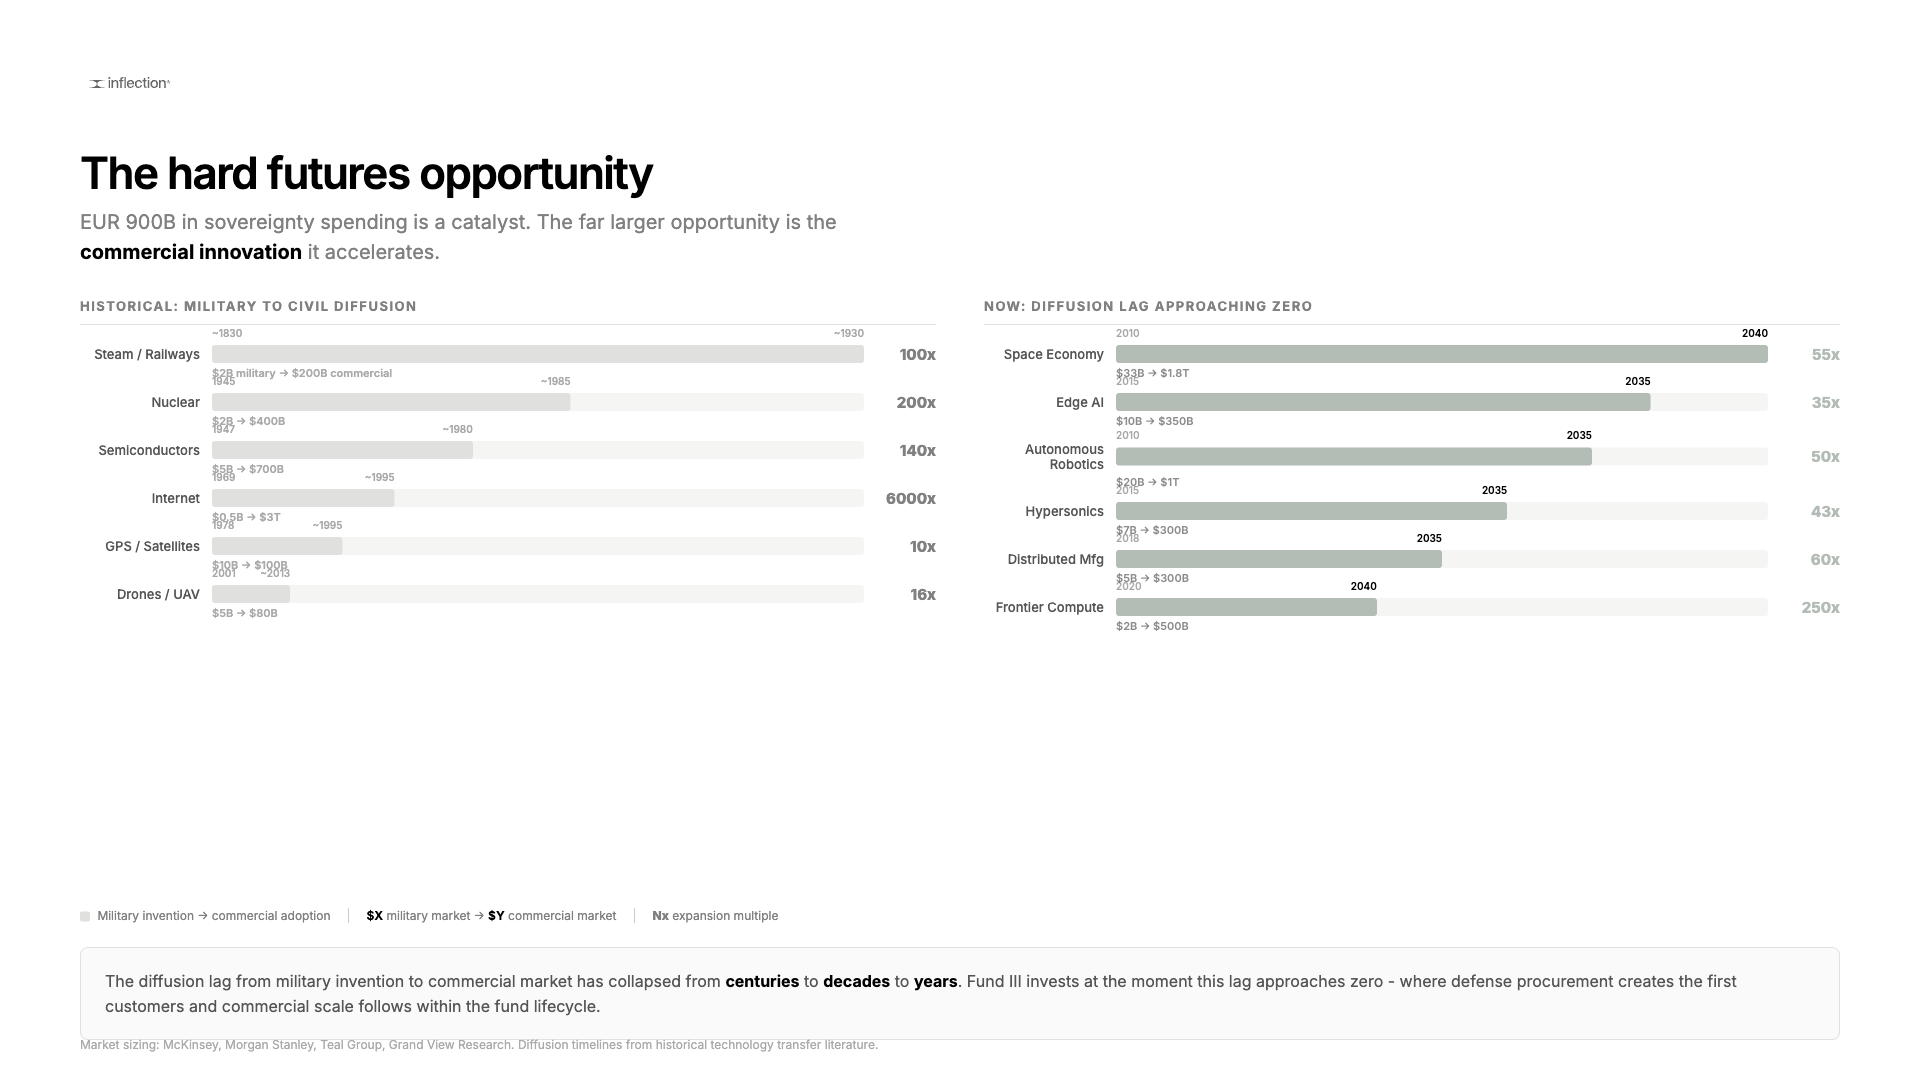 inflection
The hard futures opportunity
EUR 900B in sovereignty spending is a catalyst. The far larger opportunity is the
commercial innovation it accelerates.
HISTORICAL: MILITARY TO CIVIL DIFFUSION
~1830 ~1930
Steam / Railways 100x
$2B military → $200B commercial
1945 ~1985
Nuclear 200x
$2B → $400B
1947 ~1980
Semiconductors 140x
$5B → $700B
1969 ~1995
Internet 6000x
$0.5B → $3T
1978 ~1995
GPS / Satellites 10x
$10B → $100B
2001 ~2013
Drones / UAV 16x
$5B → $80B
NOW: DIFFUSION LAG APPROACHING ZERO
2010 2040
Space Economy 55x
$33B → $1.8T
2015 2035
Edge AI 35x
$10B → $350B
2010 2035
Autonomous
Robotics 50x
$20B → $1T
2015 2035
Hypersonics 43x
$7B → $300B
2018 2035
Distributed Mfg 60x
$5B → $300B
2020 2040
Frontier Compute 250x
$2B → $500B
Military invention → commercial adoption | $X military market → $Y commercial market | Nx expansion multiple
The diffusion lag from military invention to commercial market has collapsed from centuries to decades to years. Fund III invests at the moment this lag approaches zero - where defense procurement creates the first
customers and commercial scale follows within the fund lifecycle.
Market sizing: McKinsey, Morgan Stanley, Teal Group, Grand View Research. Diffusion timelines from historical technology transfer literature.